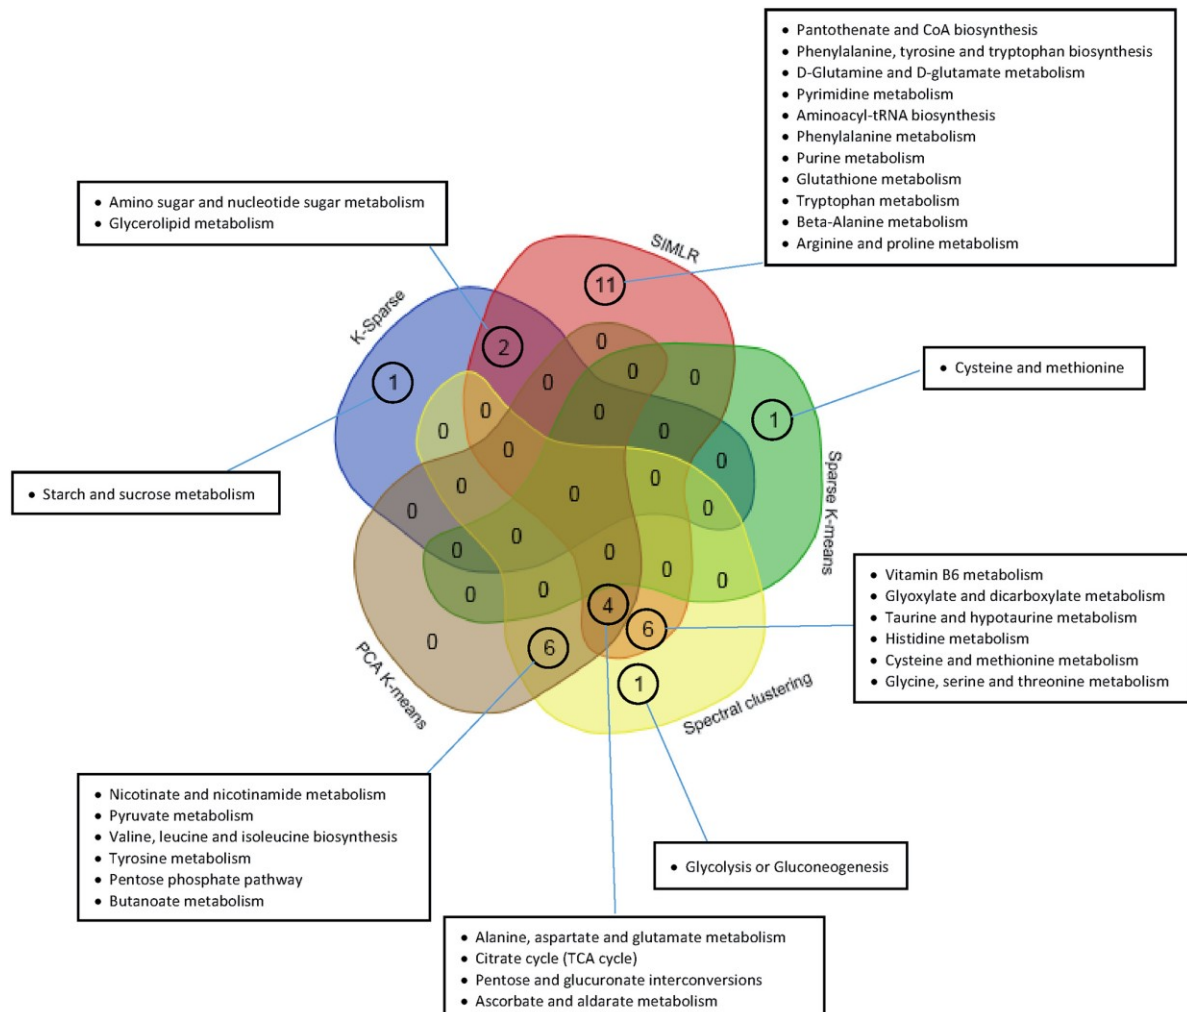 • Pantothenate and CoA biosynthesis
• Phenylalanine, tyrosine and tryptophan biosynthesis
• D-Glutamine and D-glutamate metabolism
• Pyrimidine metabolism
• Aminoacyl-tRNA biosynthesis
• Phenylalanine metabolism
• Purine metabolism
• Glutathione metabolism
• Tryptophan metabolism
• Beta-Alanine metabolism
• Arginine and proline metabolism
• Amino sugar and nucleotide sugar metabolism
• Glycerolipid metabolism
SIMLR
11
K-Sparse
2
0
1
0
0
0
• Cysteine and methionine
0
0
1
0
0
0
0
0
0
Sparse K-means
• Starch and sucrose metabolism
0
0
0
0
0
0
0
0
0
0
0
0
0
4
6
0
6
1
PCA K-means
Spectral clustering
• Vitamin B6 metabolism
• Glyoxylate and dicarboxylate metabolism
• Taurine and hypotaurine metabolism
• Histidine metabolism
• Cysteine and methionine metabolism
• Glycine, serine and threonine metabolism
• Nicotinate and nicotinamide metabolism
• Pyruvate metabolism
• Valine, leucine and isoleucine biosynthesis
• Tyrosine metabolism
• Pentose phosphate pathway
• Butanoate metabolism
• Glycolysis or Gluconeogenesis
• Alanine, aspartate and glutamate metabolism
• Citrate cycle (TCA cycle)
• Pentose and glucuronate interconversions
• Ascorbate and aldarate metabolism